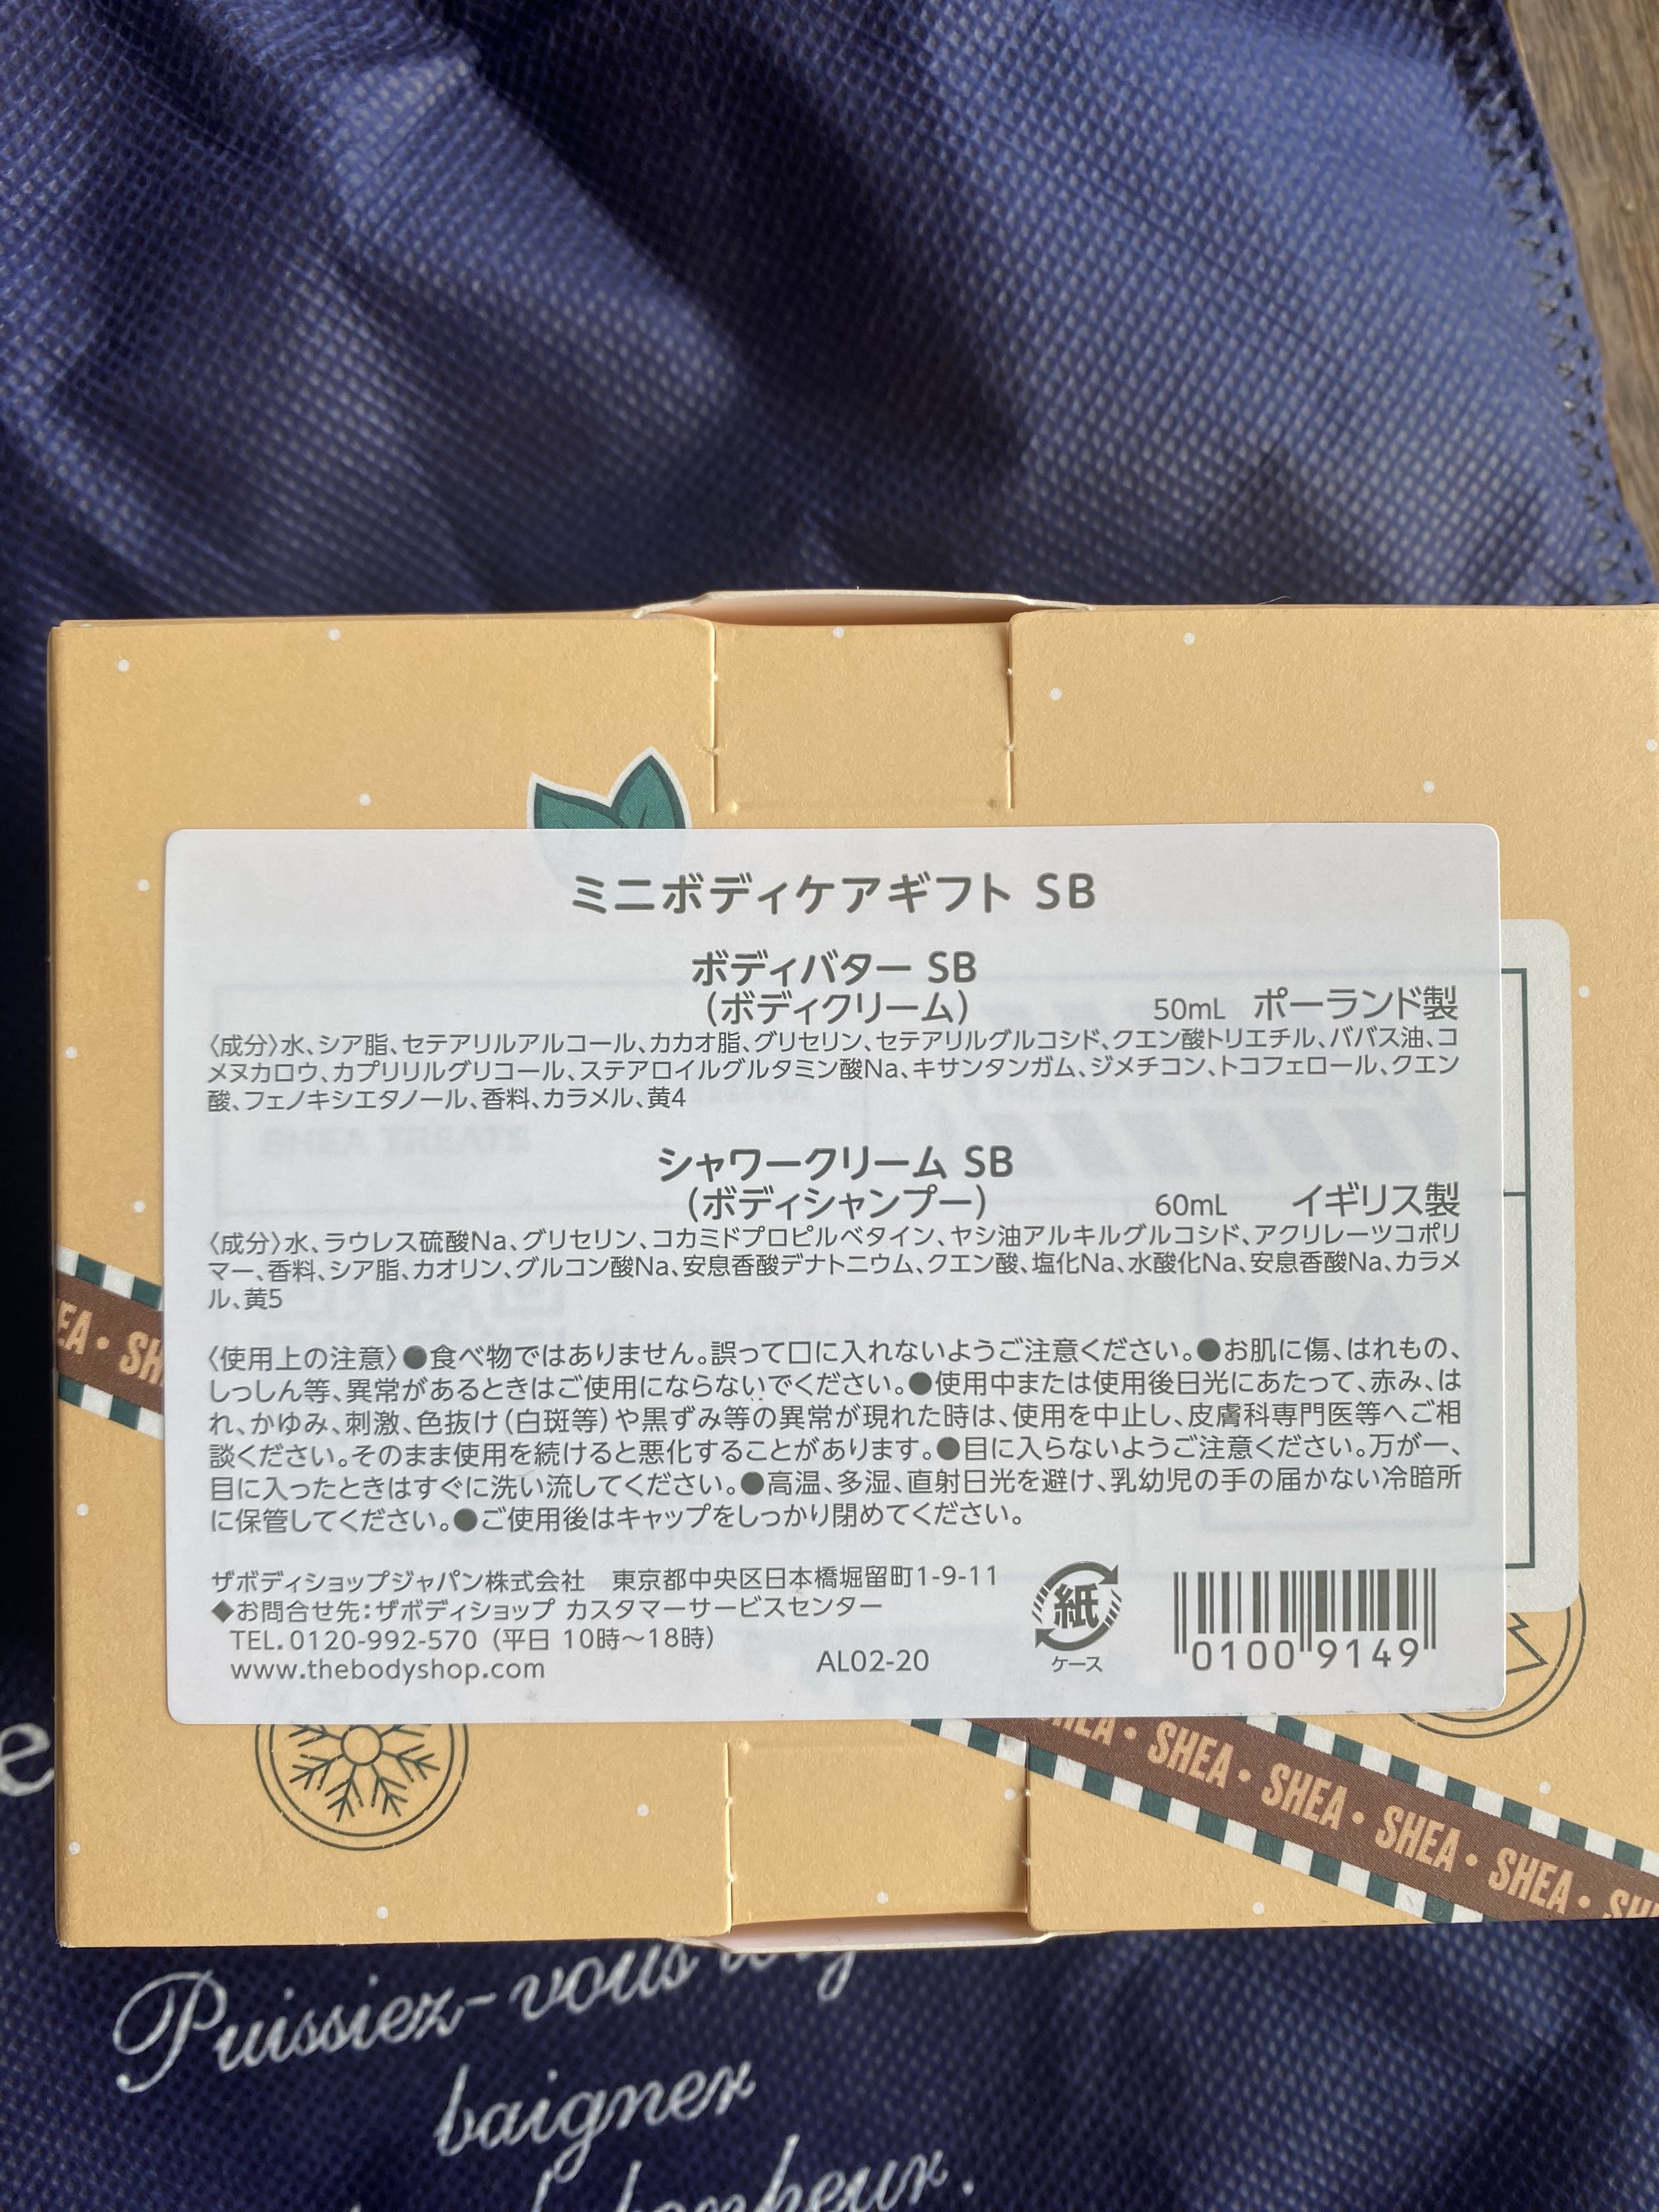 ミニボディケアギフト SB
ボディバター SB
(ボディクリーム)
50mL ポーランド製
〈成分〉水、シア脂、セテアリルアルコール、カカオ脂、グリセリン、セテアリルグルコシド、クエン酸トリエチル、ババス油、コ
メヌカロウ、カプリリルグリコール、ステアロイルグルタミン酸Na、キサンタンガム、ジメチコン、トコフェロール、クエン
酸、フェノキシエタノール、香料、カラメル、黄4
SHEA TREATS
シャワークリーム SB
(ボディシャンプー)
60mL イギリス製
〈成分〉水、ラウレス硫酸Na、グリセリン、コカミドプロピルベタイン、ヤシ油アルキルグルコシド、アクリレーツコポリ
マー、香料、シア脂、カオリン、グルコン酸Na、安息香酸デナトニウム、クエン酸、塩化Na、水酸化Na、安息香酸Na、カラメ
ル、黄5
EA • SH
〈使用上の注意〉●食べ物ではありません。誤って口に入れないようご注意ください。●お肌に傷、はれもの、
しっしん等、異常があるときはご使用にならないでください。●使用中または使用後日光にあたって、赤み、は
れ、かゆみ、刺激、色抜け(白斑等)や黒ずみ等の異常が現れた時は、使用を中止し、皮膚科専門医等へご相
談ください。そのまま使用を続けると悪化することがあります。●目に入らないようご注意ください。万が一、
目に入ったときはすぐに洗い流してください。●高温、多湿、直射日光を避け、乳幼児の手の届かない冷暗所
に保管してください。●ご使用後はキャップをしっかり閉めてください。
ザボディショップジャパン株式会社 東京都中央区日本橋堀留町1-9-11
◆お問合せ先:ザボディショップ カスタマーサービスセンター
TEL.0120-992-570 (平日 10時〜18時)
www.thebodyshop.com
AL02-20
紙
ケース
0100 9149
SHEA • SHEA • SHEA • SHEA • SHEA • SH
e
Puissiez-vous
baigner
bonheur.